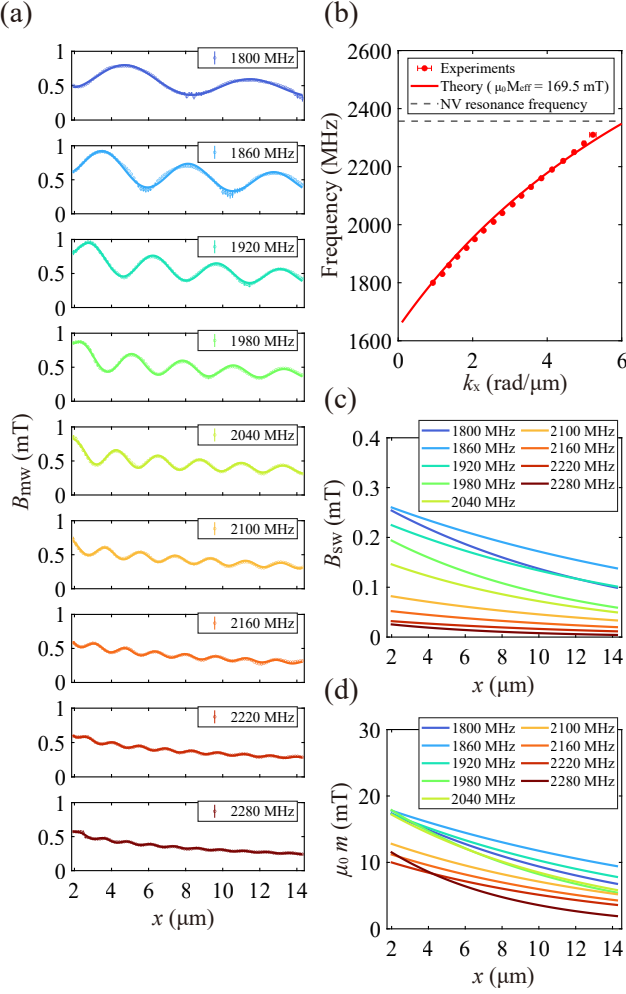 (a)
1
0.5
0
1800 MHz
1
0.5
0
1860 MHz
1
0.5
0
1920 MHz
1
0.5
0
1980 MHz
1
0.5
0
2040 MHz
1
0.5
0
2100 MHz
1
0.5
0
2160 MHz
1
0.5
0
2220 MHz
1
0.5
0
2280 MHz
B_mw (mT)
2 4 6 8 10 12 14
x (μm)
(b)
2600
2400
2200
2000
1800
1600
Frequency (MHz)
Experiments
Theory ( μ₀M_eff = 169.5 mT)
NV resonance frequency
0 2 4 6
k_x (rad/μm)
(c)
0.4
0.3
0.2
0.1
0
B_sw (mT)
1800 MHz 2100 MHz
1860 MHz 2160 MHz
1920 MHz 2220 MHz
1980 MHz 2280 MHz
2040 MHz
2 4 6 8 10 12 14
x (μm)
(d)
30
20
10
0
μ₀ m (mT)
1800 MHz 2100 MHz
1860 MHz 2160 MHz
1920 MHz 2220 MHz
1980 MHz 2280 MHz
2040 MHz
2 4 6 8 10 12 14
x (μm)